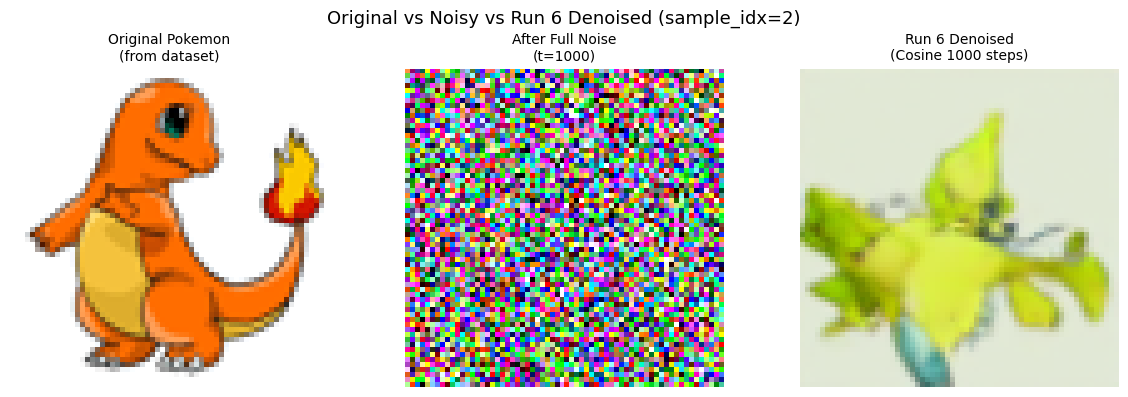 Original vs Noisy vs Run 6 Denoised (sample_idx=2)
Original Pokemon
(from dataset)
After Full Noise
(t=1000)
Run 6 Denoised
(Cosine 1000 steps)